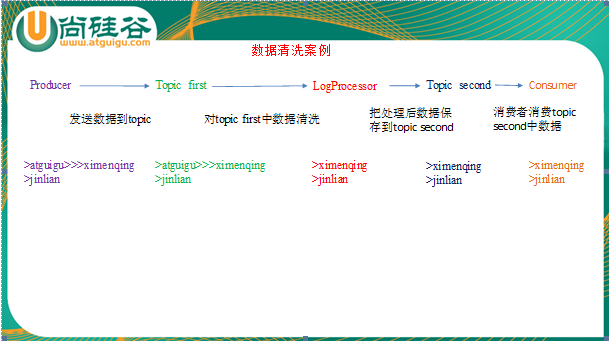 尚硅谷
www.atguigu.com
数据清洗案例
Producer
Topic first
LogProcessor
Topic second
Consumer
发送数据到topic
对topic first中数据清洗
把处理后数据保
存到topic second
消费者消费topic
second中数据
>atguigu>>>ximenqing
>jinlian
>atguigu>>>ximenqing
>jinlian
>ximenqing
>jinlian
>ximenqing
>jinlian
>ximenqing
>jinlian